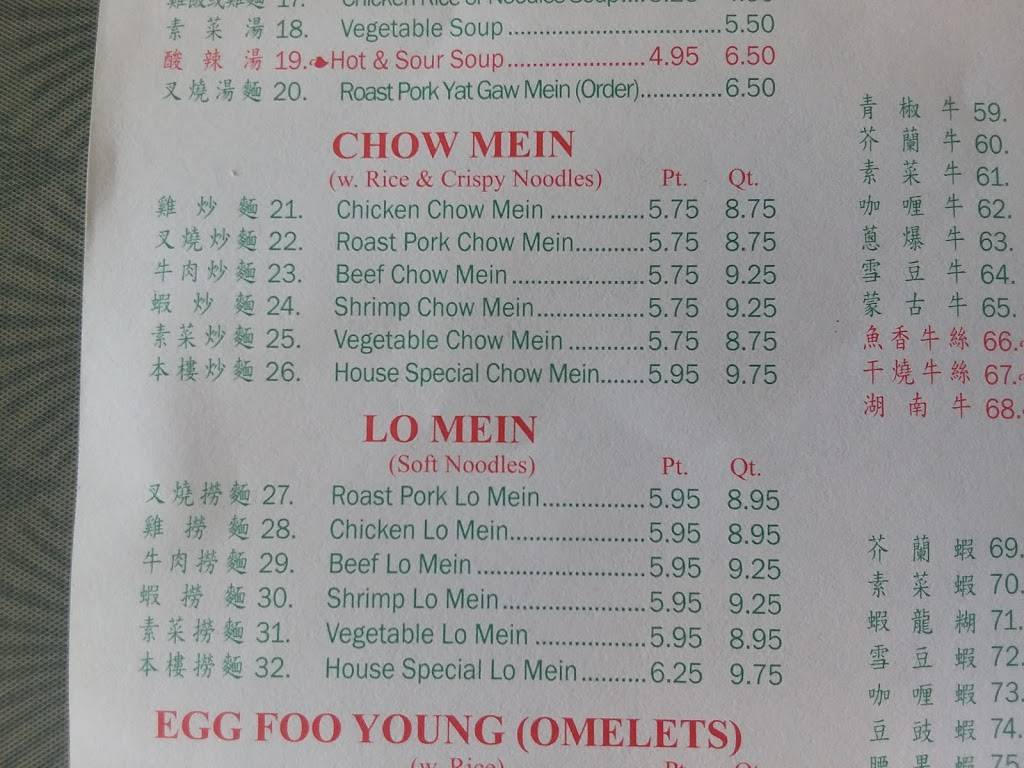 17. Chicken Rice or Noodles Soup
素菜湯 18. Vegetable Soup 5.50
酸辣湯 19. Hot & Sour Soup 4.95 6.50
叉燒湯麵 20. Roast Pork Yat Gaw Mein (Order) 6.50
CHOW MEIN
(w. Rice & Crispy Noodles) Pt. Qt.
雞炒麵 21. Chicken Chow Mein 5.75 8.75
叉燒炒麵 22. Roast Pork Chow Mein 5.75 8.75
牛肉炒麵 23. Beef Chow Mein 5.75 9.25
蝦炒麵 24. Shrimp Chow Mein 5.75 9.25
素菜炒麵 25. Vegetable Chow Mein 5.75 8.75
本樓炒麵 26. House Special Chow Mein 5.95 9.75
LO MEIN
(Soft Noodles) Pt. Qt.
叉燒撈麵 27. Roast Pork Lo Mein 5.95 8.95
雞撈麵 28. Chicken Lo Mein 5.95 8.95
牛肉撈麵 29. Beef Lo Mein 5.95 9.25
蝦撈麵 30. Shrimp Lo Mein 5.95 9.25
素菜撈麵 31. Vegetable Lo Mein 5.95 8.95
本樓撈麵 32. House Special Lo Mein 6.25 9.75
EGG FOO YOUNG (OMELETS)
(w. Rice) Pt. Qt.
青椒牛 59.
芥蘭牛 60.
素菜牛 61.
咖喱牛 62.
蔥爆牛 63.
雪豆牛 64.
蒙古牛 65.
魚香牛絲 66.
干燒牛絲 67.
湖南牛 68.
芥蘭蝦 69.
素菜蝦 70.
蝦龍糊 71.
雪豆蝦 72.
咖喱蝦 73.
豆豉蝦 74.
腰果蝦 75.